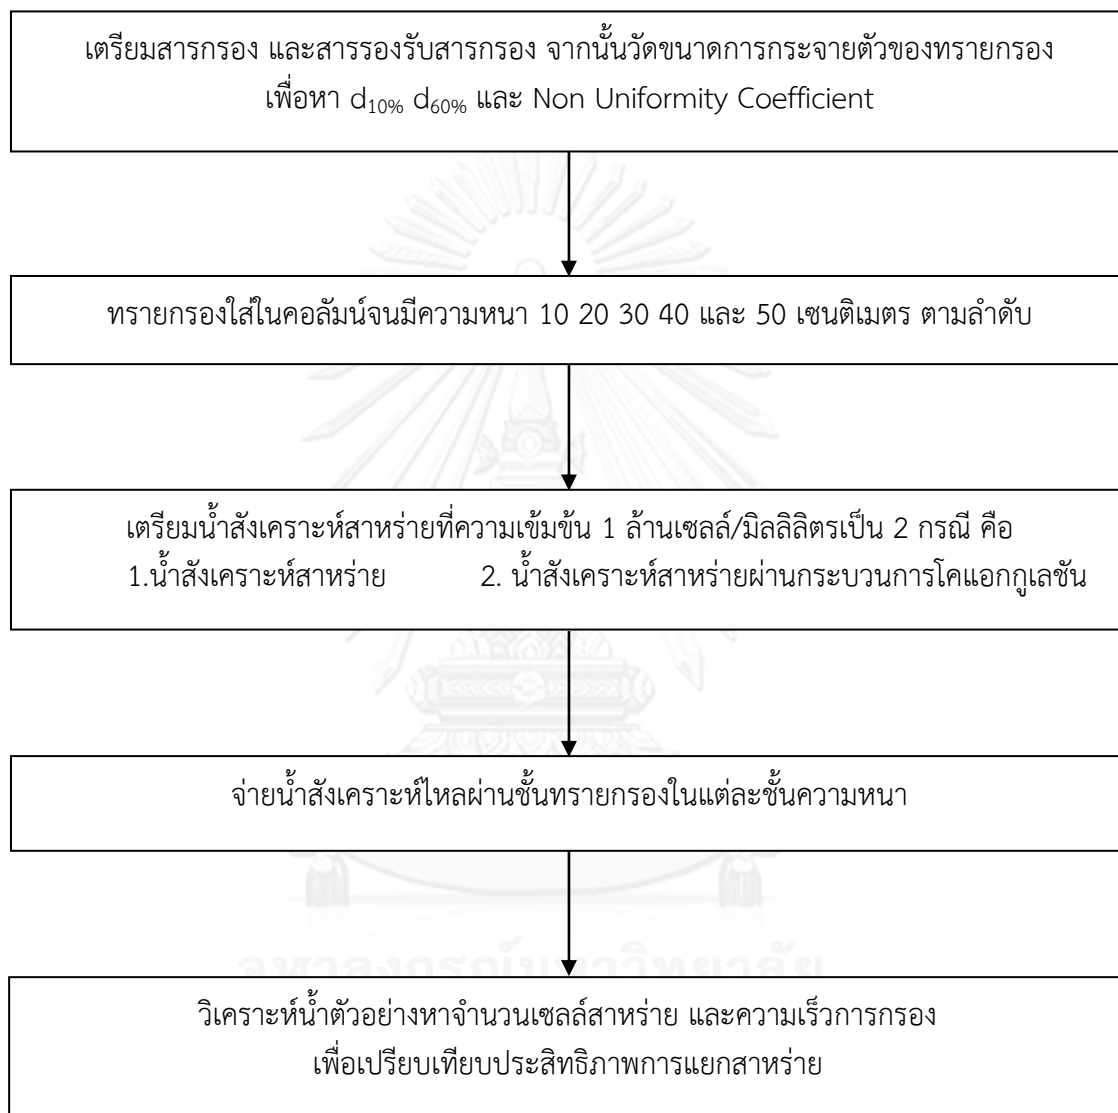 เตรียมสารกรอง และสารรองรับสารกรอง จากนั้นวัดขนาดการกระจายตัวของทรายกรอง
เพื่อหา d10% d60% และ Non Uniformity Coefficient
ทรายกรองใส่ในคอลัมน์จนมีความหนา 10 20 30 40 และ 50 เซนติเมตร ตามลำดับ
เตรียมน้ำสังเคราะห์สาหร่ายที่ความเข้มข้น 1 ล้านเซลล์/มิลลิลิตรเป็น 2 กรณี คือ
1.น้ำสังเคราะห์สาหร่าย 2. น้ำสังเคราะห์สาหร่ายผ่านกระบวนการโคแอกกูเลชัน
จ่ายน้ำสังเคราะห์ไหลผ่านชั้นทรายกรองในแต่ละชั้นความหนา
จุฬาลงกรณ์มหาวิทยาลัย
วิเคราะห์น้ำตัวอย่างหาจำนวนเซลล์สาหร่าย และความเร็วการกรอง
เพื่อเปรียบเทียบประสิทธิภาพการแยกสาหร่าย